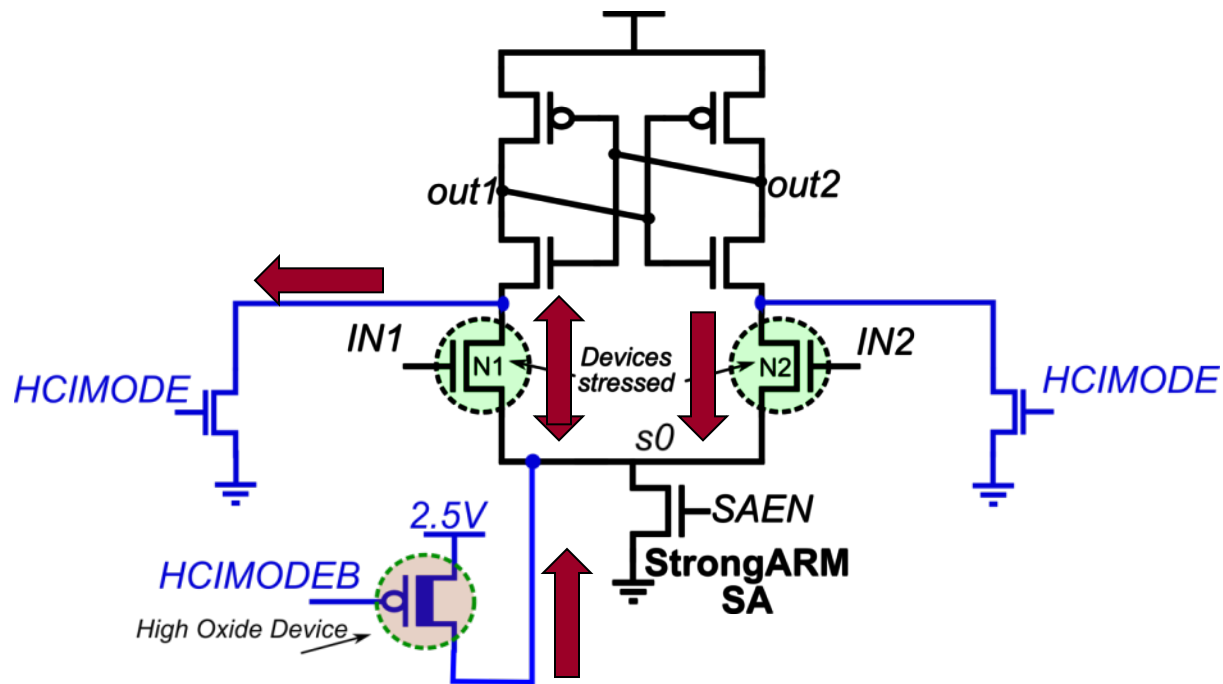 out1
out2
IN1
N1
Devices
stressed
N2
IN2
HCIMODE
HCIMODE
s0
2.5V
SAEN
HCIMODEB
StrongARM
SA
High Oxide Device